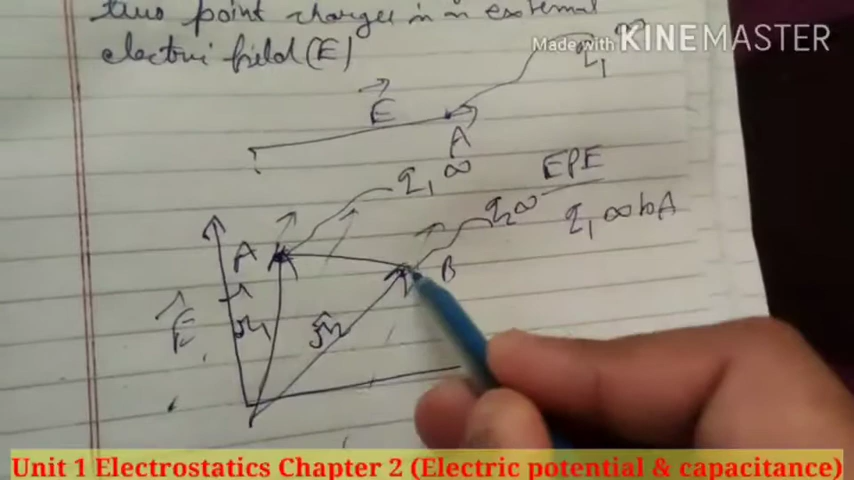 two point charges in an external
electric field (E)
Made with KINEMASTER
q₁ ∞
E
A
q₁ ∞
EPE
q₂ ∞
q₁ ∞ to A
A
B
E
r₁
r₂
Unit 1 Electrostatics Chapter 2 (Electric potential & capacitance)